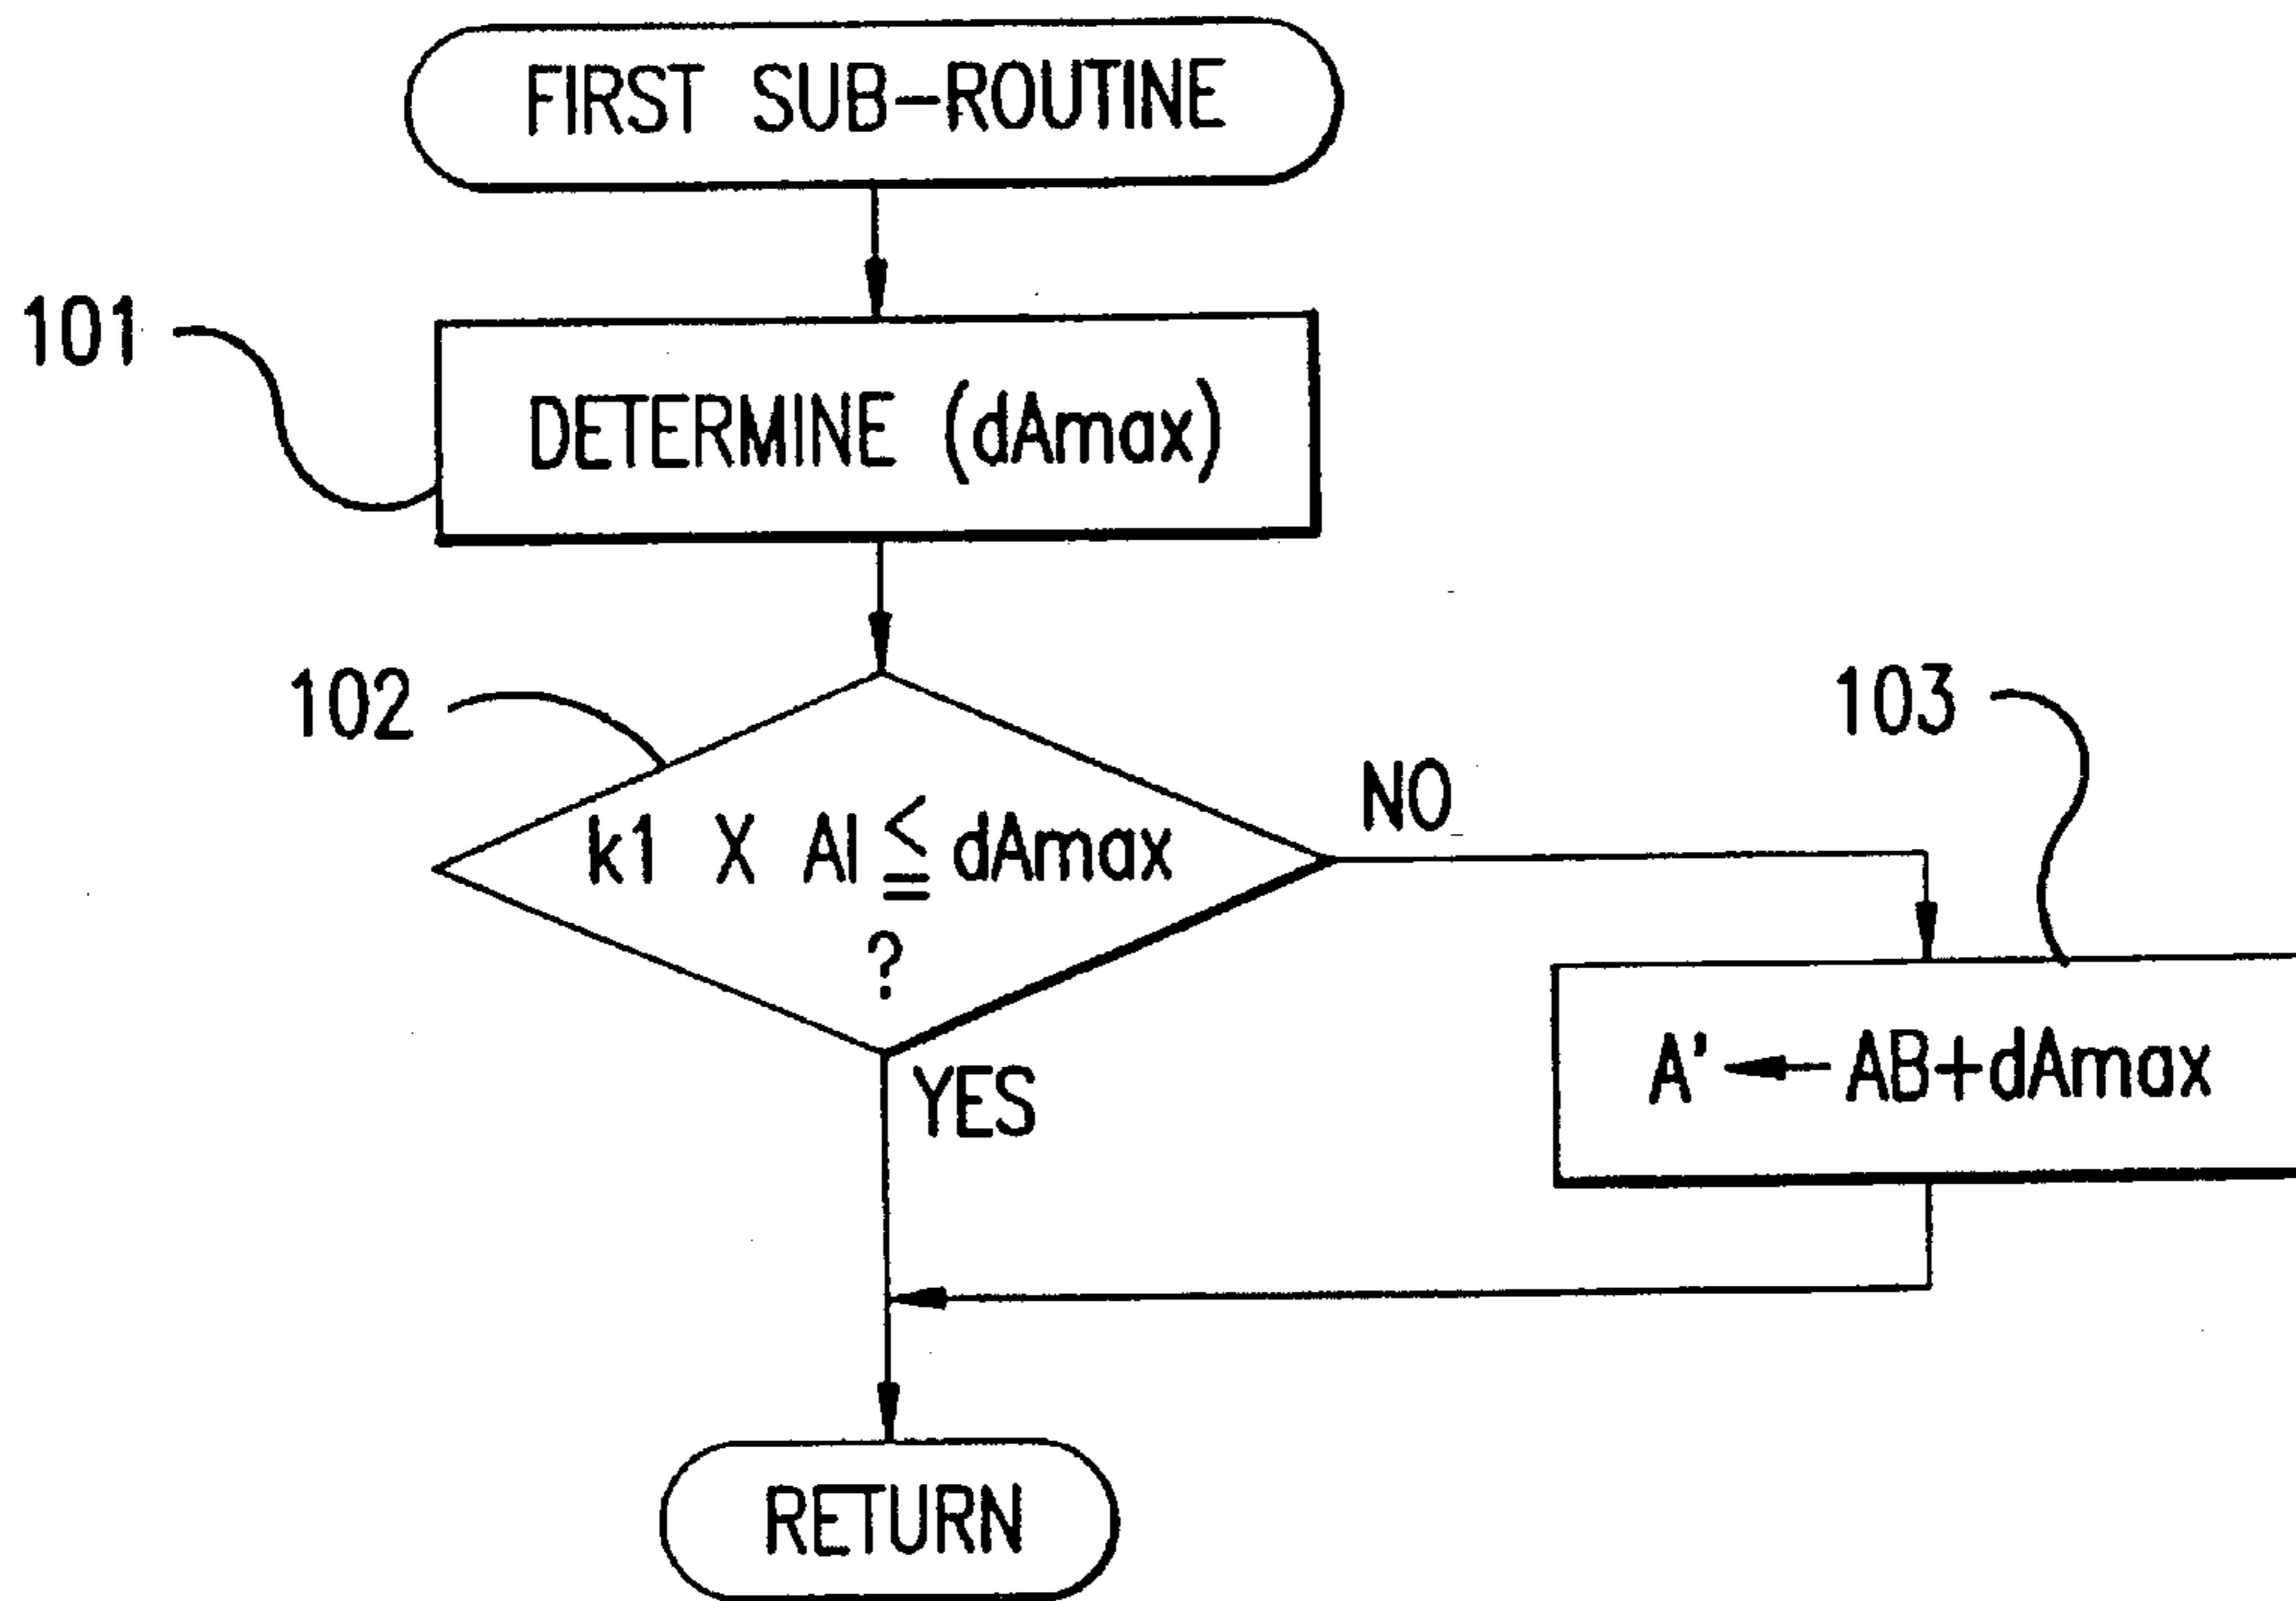 FIRST SUB-ROUTINE
101
DETERMINE (dAmax)
102
k1 X AI ≦ dAmax
?
NO
YES
103
A' ← AB+dAmax
RETURN